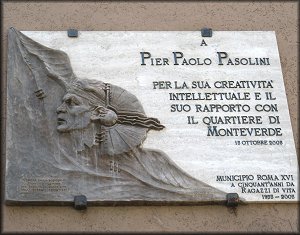 A
PIER PAOLO PASOLINI
PER LA SUA CREATIVITA'
INTELLETTUALE E IL
SUO RAPPORTO CON
IL QUARTIERE DI
MONTEVERDE
15 OTTOBRE 2005
MUNICIPIO ROMA XVI
A CINQUANT'ANNI DA
RAGAZZI DI VITA
1955 - 2005